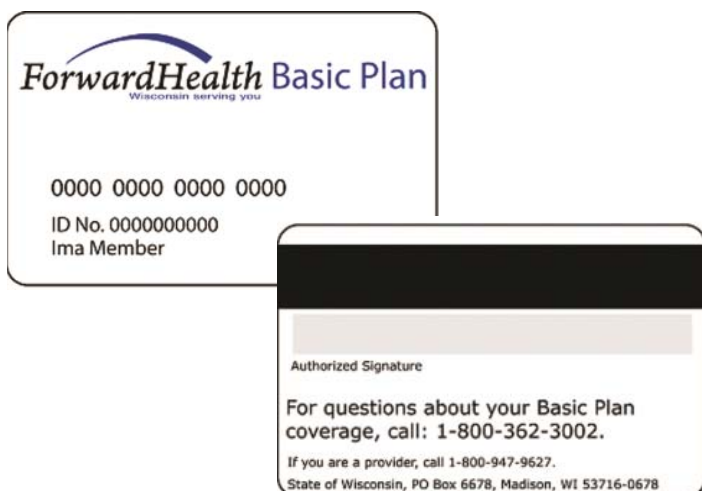 ForwardHealth Basic Plan
Wisconsin serving you
0000 0000 0000 0000
ID No. 0000000000
Ima Member
Authorized Signature
For questions about your Basic Plan
coverage, call: 1-800-362-3002.
If you are a provider, call 1-800-947-9627.
State of Wisconsin, PO Box 6678, Madison, WI 53716-0678